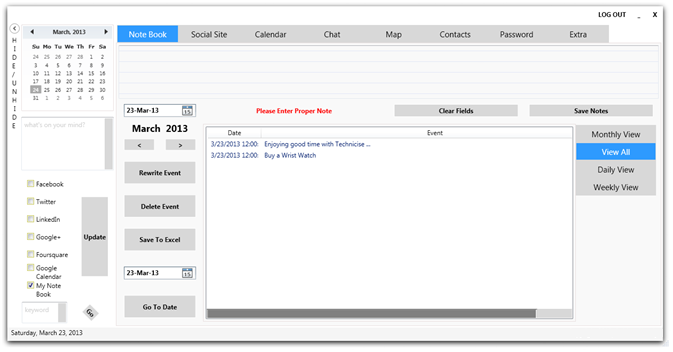 LOG OUT _ X
Note Book Social Site Calendar Chat Map Contacts Password Extra
<
H
I
D
E
/
U
N
H
I
D
E
March, 2013
Su Mo Tu We Th Fr Sa
24 25 26 27 28 1 2
3 4 5 6 7 8 9
10 11 12 13 14 15 16
17 18 19 20 21 22 23
24 25 26 27 28 29 30
31 1 2 3 4 5 6
what's on your mind?
Facebook
Twitter
LinkedIn
Google+
Foursquare
Google
Calendar
My Note
Book
Update
keyword
Go
23-Mar-13 15
Please Enter Proper Note
Clear Fields
Save Notes
March 2013
< >
Rewrite Event
Delete Event
Save To Excel
23-Mar-13 15
Go To Date
Date Event
3/23/2013 12:00: Enjoying good time with Technicise ...
3/23/2013 12:00: Buy a Wrist Watch
Monthly View
View All
Daily View
Weekly View
Saturday, March 23, 2013